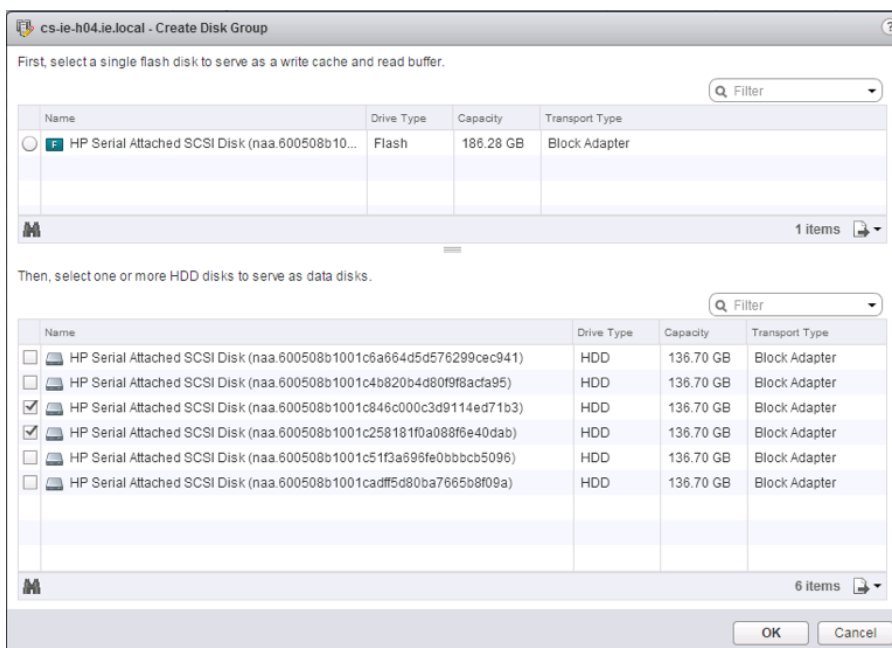 cs-ie-h04.ie.local - Create Disk Group ?
First, select a single flash disk to serve as a write cache and read buffer.
Filter
Name Drive Type Capacity Transport Type
F HP Serial Attached SCSI Disk (naa.600508b10... Flash 186.28 GB Block Adapter
1 items
Then, select one or more HDD disks to serve as data disks.
Filter
Name Drive Type Capacity Transport Type
HP Serial Attached SCSI Disk (naa.600508b1001c6a664d5d576299cec941) HDD 136.70 GB Block Adapter
HP Serial Attached SCSI Disk (naa.600508b1001c4b820b4d80f9f8acfa95) HDD 136.70 GB Block Adapter
HP Serial Attached SCSI Disk (naa.600508b1001c846c000c3d9114ed71b3) HDD 136.70 GB Block Adapter
HP Serial Attached SCSI Disk (naa.600508b1001c258181f0a088f6e40dab) HDD 136.70 GB Block Adapter
HP Serial Attached SCSI Disk (naa.600508b1001c51f3a696fe0bbbcb5096) HDD 136.70 GB Block Adapter
HP Serial Attached SCSI Disk (naa.600508b1001cadff5d80ba7665b8f09a) HDD 136.70 GB Block Adapter
6 items
OK Cancel